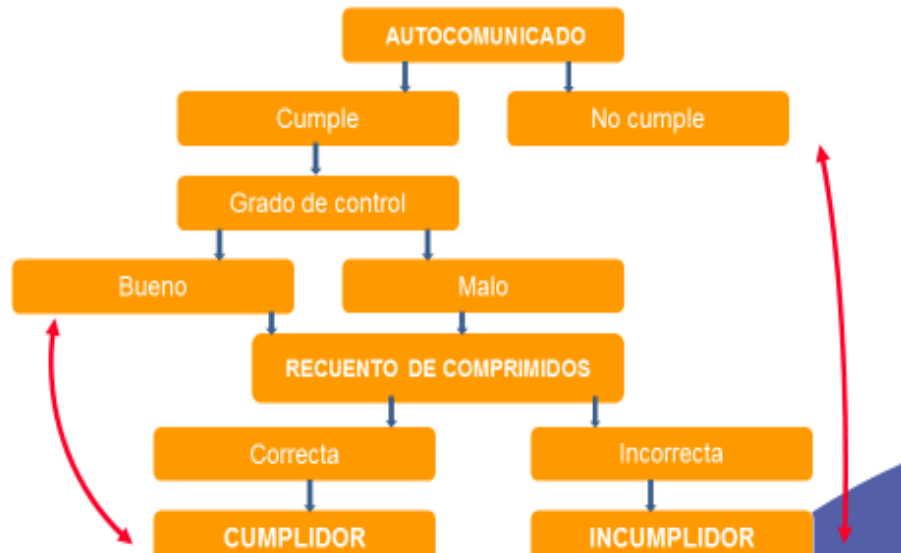 AUTOCOMUNICADO
Cumple
No cumple
Grado de control
Bueno
Malo
RECUENTO DE COMPRIMIDOS
Correcta
Incorrecta
CUMPLIDOR
INCUMPLIDOR